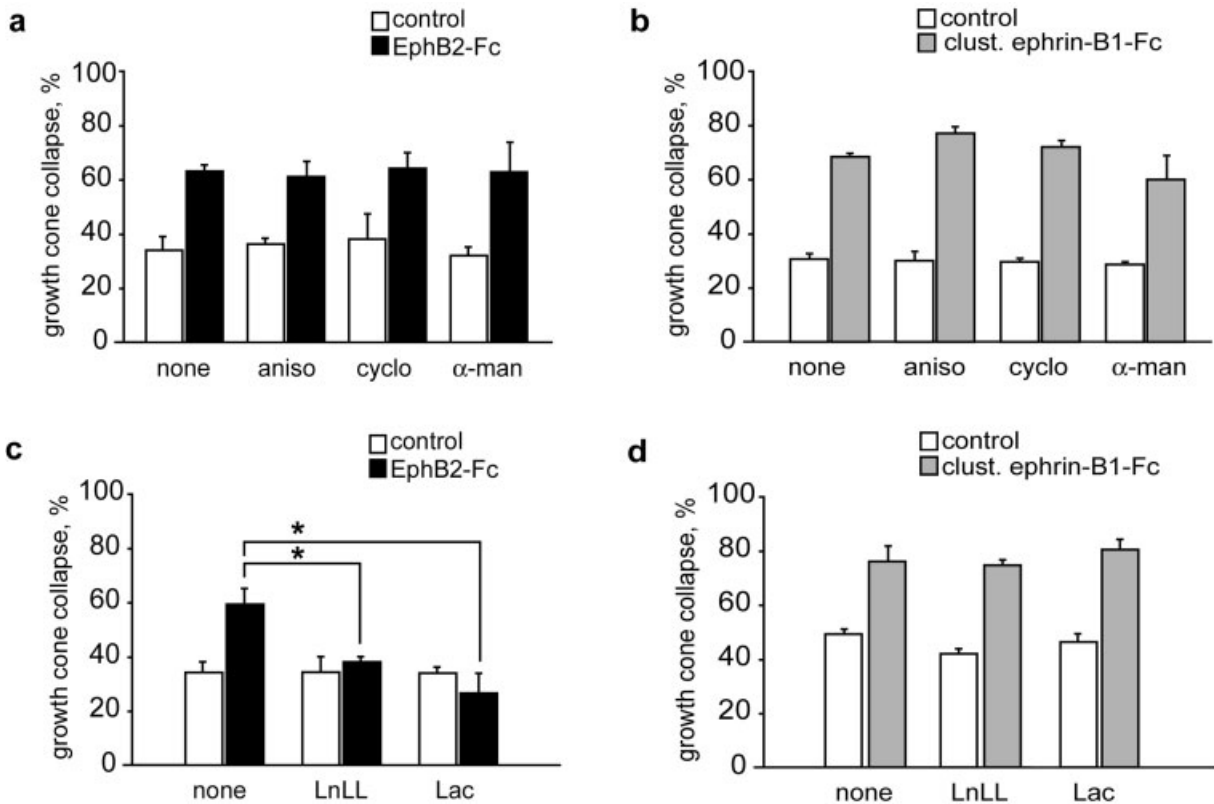 a
control
EphB2-Fc
growth cone collapse, %
100
80
60
40
20
0
none aniso cyclo α-man
b
control
clust. ephrin-B1-Fc
growth cone collapse, %
100
80
60
40
20
0
none aniso cyclo α-man
c
control
EphB2-Fc
growth cone collapse, %
100
80
60
40
20
0
*
*
none LnLL Lac
d
control
clust. ephrin-B1-Fc
growth cone collapse, %
100
80
60
40
20
0
none LnLL Lac